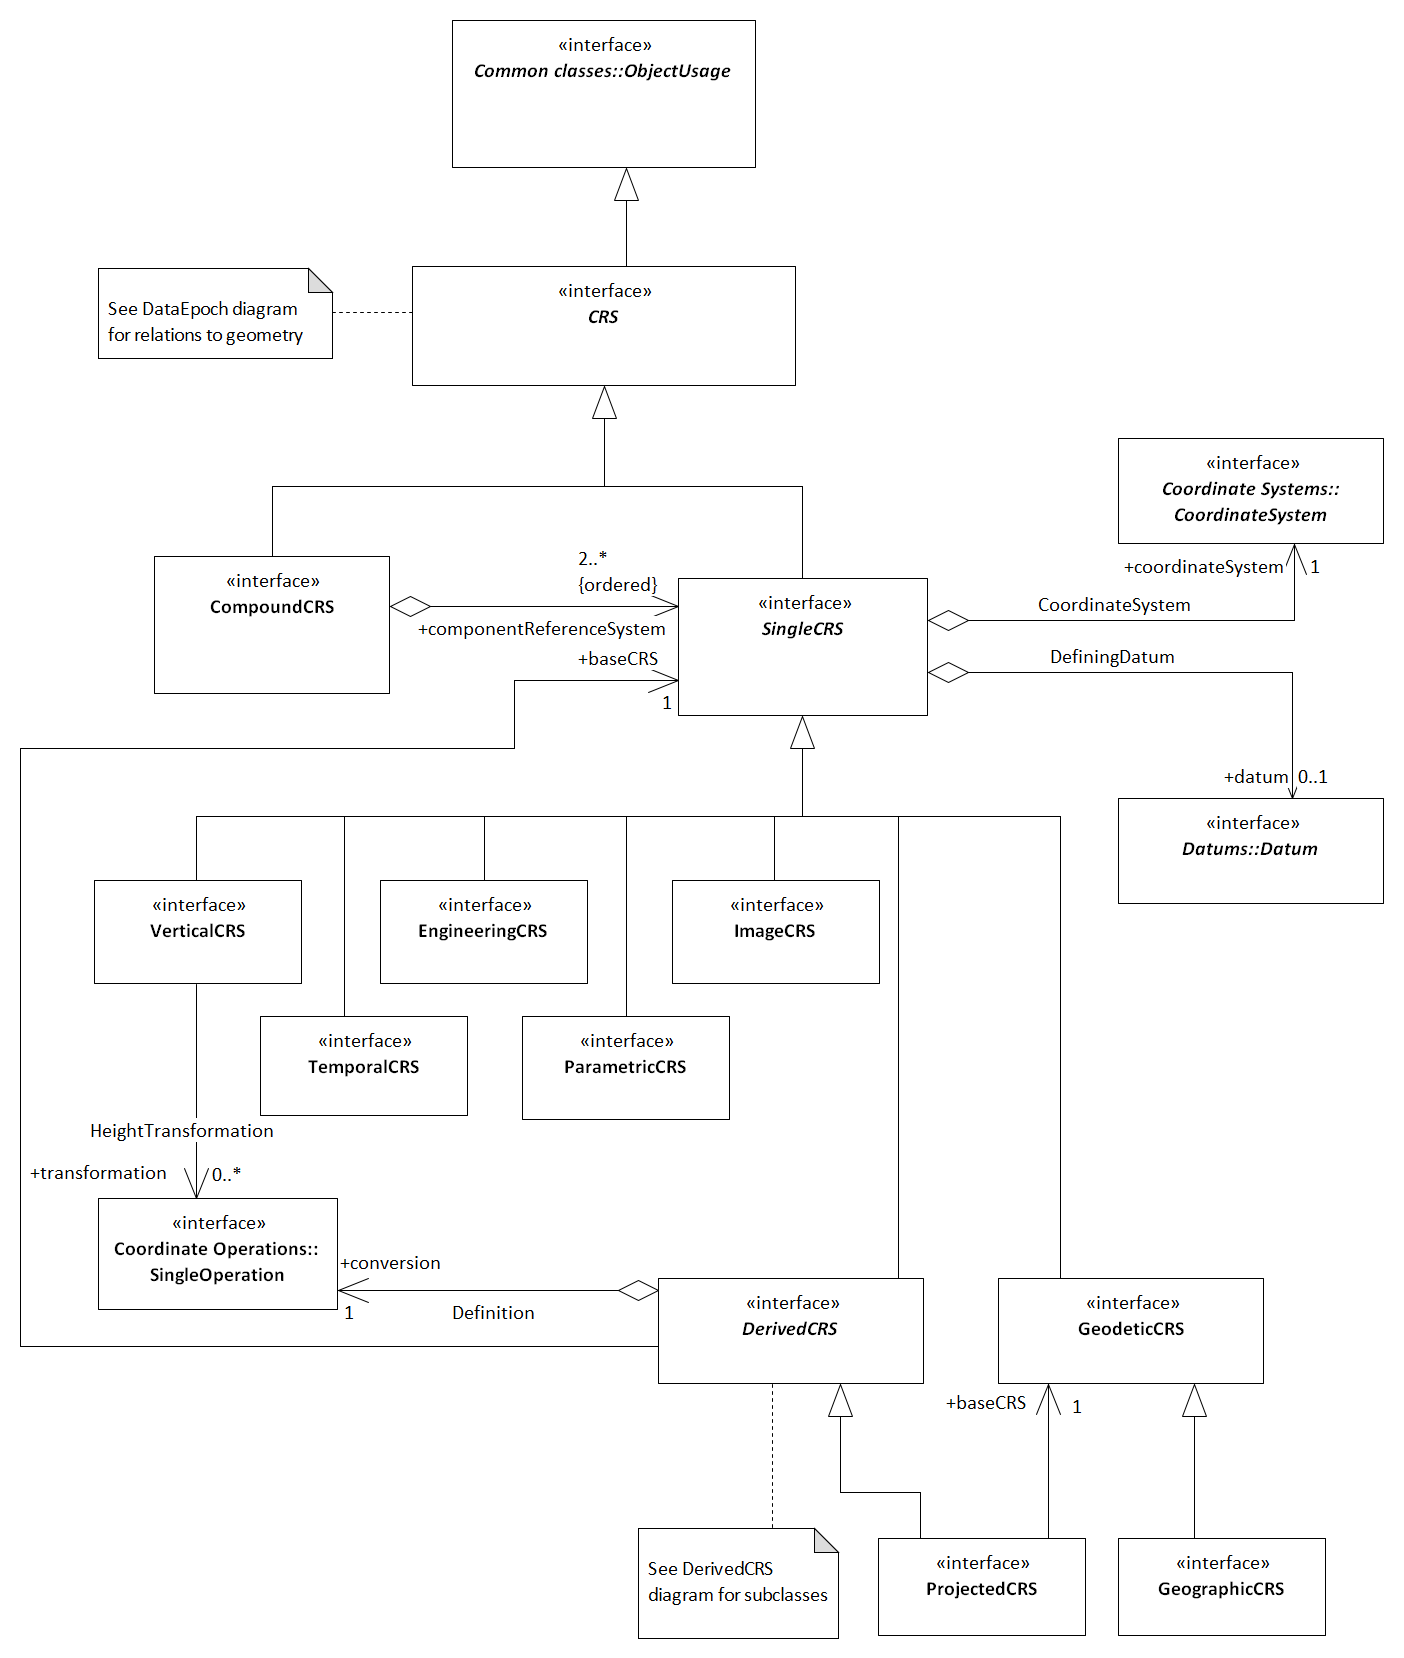 «interface»
Common classes::ObjectUsage
«interface»
CRS
See DataEpoch diagram
for relations to geometry
«interface»
Coordinate Systems::
CoordinateSystem
+coordinateSystem
1
«interface»
CompoundCRS
2..*
{ordered}
+componentReferenceSystem
+baseCRS
1
«interface»
SingleCRS
CoordinateSystem
DefiningDatum
+datum
0..1
«interface»
Datums::Datum
«interface»
VerticalCRS
«interface»
EngineeringCRS
«interface»
ImageCRS
«interface»
TemporalCRS
«interface»
ParametricCRS
HeightTransformation
+transformation
0..*
«interface»
Coordinate Operations::
SingleOperation
+conversion
1
Definition
«interface»
DerivedCRS
«interface»
GeodeticCRS
+baseCRS
1
See DerivedCRS
diagram for subclasses
«interface»
ProjectedCRS
«interface»
GeographicCRS